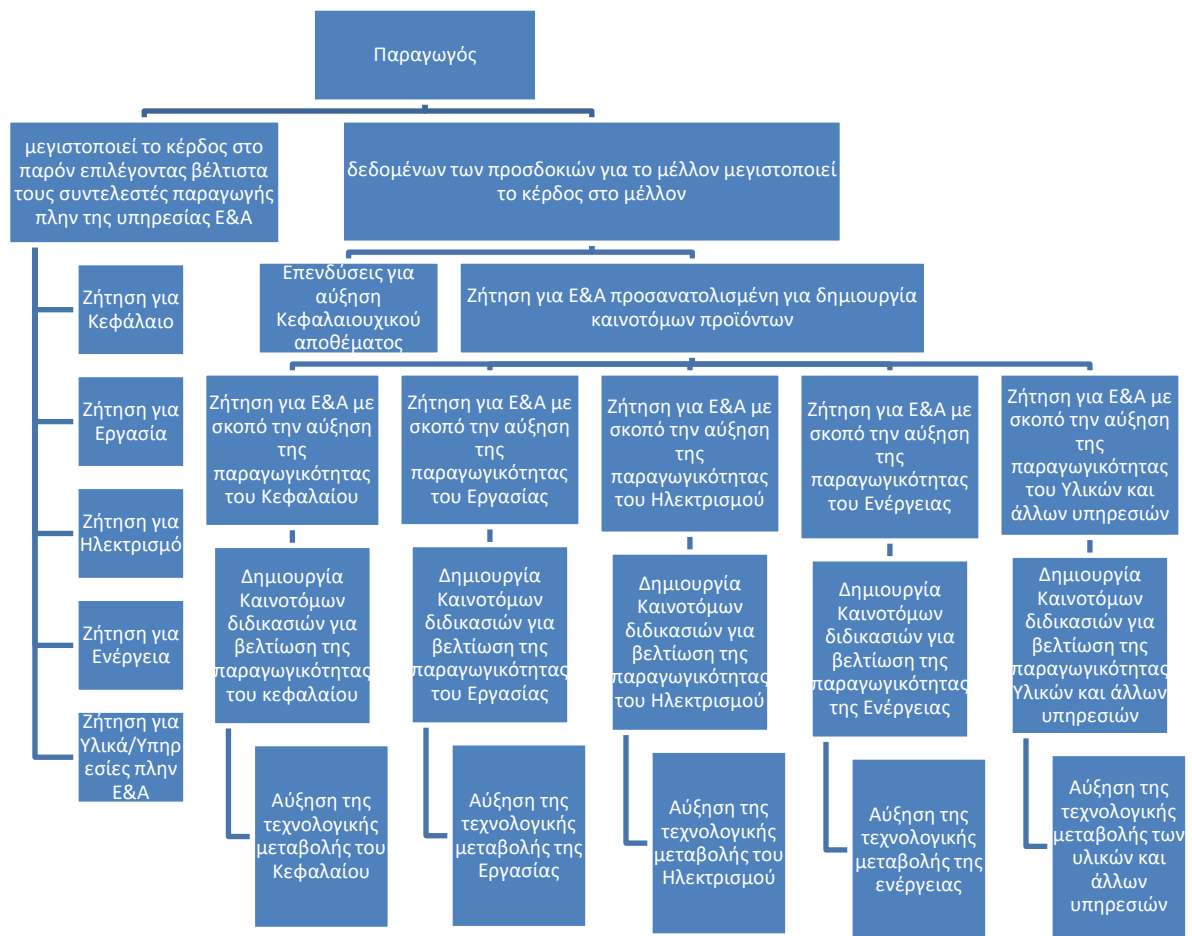 Παραγωγός
μεγιστοποιεί το κέρδος στο
παρόν επιλέγοντας βέλτιστα
τους συντελεστές παραγωγής
πλην της υπηρεσίας Ε&Α
δεδομένων των προσδοκιών για το μέλλον μεγιστοποιεί
το κέρδος στο μέλλον
Ζήτηση για
Κεφάλαιο
Ζήτηση για
Εργασία
Ζήτηση για
Ηλεκτρισμό
Ζήτηση για
Ενέργεια
Ζήτηση για
Υλικά/Υπηρ
εσίες πλην
Ε&Α
Επενδύσεις για
αύξηση
Κεφαλαιουχικού
αποθέματος
Ζήτηση για Ε&Α προσανατολισμένη για δημιουργία
καινοτόμων προϊόντων
Ζήτηση για Ε&Α με
σκοπό την αύξηση
της
παραγωγικότητας
του Κεφαλαίου
Δημιουργία
Καινοτόμων
διδικασιών για
βελτίωση της
παραγωγικότητας
του κεφαλαίου
Αύξηση της
τεχνολογικής
μεταβολής του
Κεφαλαίου
Ζήτηση για Ε&Α με
σκοπό την αύξηση
της
παραγωγικότητας
του Εργασίας
Δημιουργία
Καινοτόμων
διδικασιών για
βελτίωση της
παραγωγικότητας
του Εργασίας
Αύξηση της
τεχνολογικής
μεταβολής της
Εργασίας
Ζήτηση για Ε&Α με
σκοπό την αύξηση
της
παραγωγικότητας
του Ηλεκτρισμού
Δημιουργία
Καινοτόμων
διδικασιών για
βελτίωση της
παραγωγικότητας
του Ηλεκτρισμού
Αύξηση της
τεχνολογικής
μεταβολής του
Ηλεκτρισμού
Ζήτηση για Ε&Α με
σκοπό την αύξηση
της
παραγωγικότητας
του Ενέργειας
Δημιουργία
Καινοτόμων
διδικασιών για
βελτίωση της
παραγωγικότητας
της Ενέργειας
Αύξηση της
τεχνολογικής
μεταβολής της
ενέργειας
Ζήτηση για Ε&Α με
σκοπό την αύξηση
της
παραγωγικότητας
του Υλικών και
άλλων υπηρεσιών
Δημιουργία
Καινοτόμων
διδικασιών για
βελτίωση της
παραγωγικότητας
Υλικών και άλλων
υπηρεσιών
Αύξηση της
τεχνολογικής
μεταβολής των
υλικών και
άλλων
υπηρεσιών